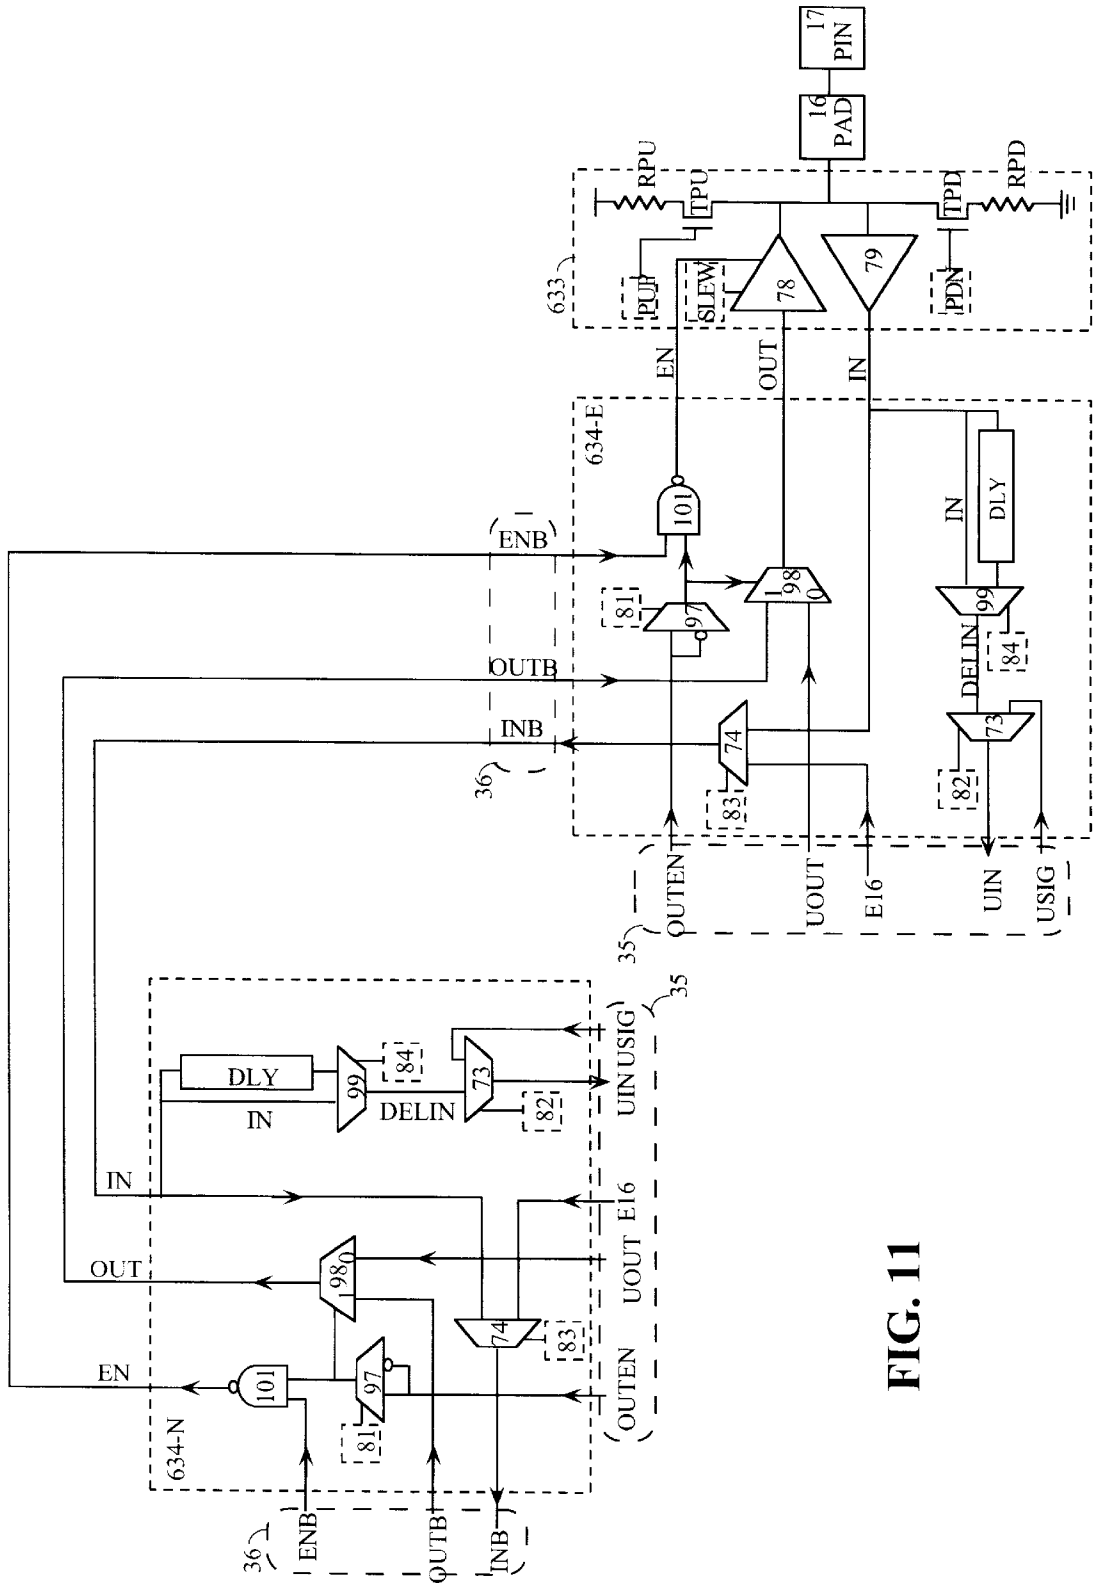 17
PIN
16
PAD
633
RPU
TPU
PUP
SLEW
78
79
TPD
RPD
PDN
EN
OUT
IN
634-E
101
81
97
1
98
0
IN
DLY
99
84
DELIN
73
82
74
83
ENB
OUTB
INB
36
35
OUTEN
UOUT
E16
UIN
USIG
634-N
EN
OUT
IN
101
97
81
98
1
0
DLY
IN
99
84
DELIN
73
82
74
83
36
ENB
OUTB
INB
35
OUTEN
UOUT
E16
UIN
USIG
FIG. 11